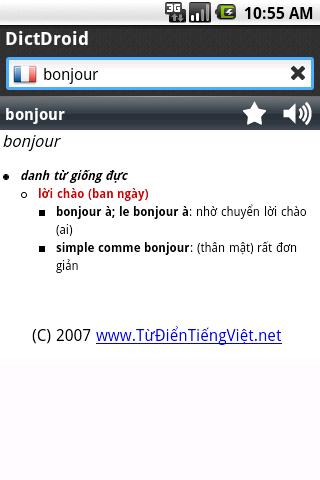 3G 10:55 AM
DictDroid
bonjour
bonjour
bonjour
danh từ giống đực
lời chào (ban ngày)
bonjour à; le bonjour à: nhờ chuyển lời chào
(ai)
simple comme bonjour: (thân mật) rất đơn
giản
(C) 2007 www.TừĐiểnTiếngViệt.net